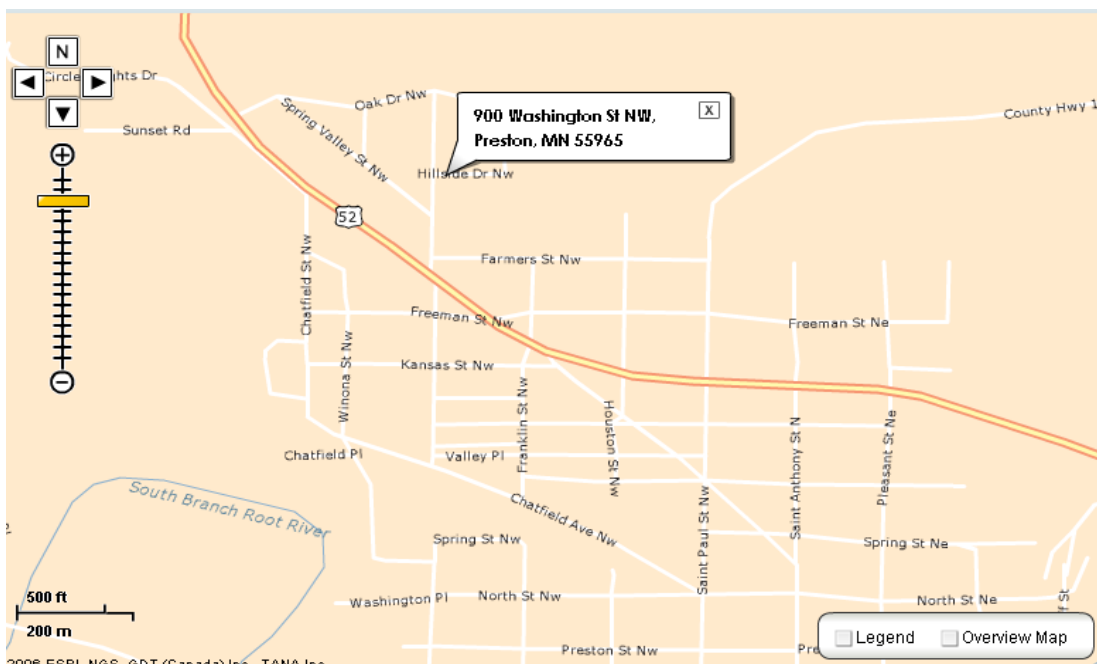 N
Circle
hts Dr
Oak Dr Nw
Sunset Rd
Spring Valley St Nw
900 Washington St NW,
Preston, MN 55965
X
County Hwy 1
Hillside Dr Nw
52
Farmers St Nw
Chatfield St Nw
Freeman St Nw
Freeman St Ne
Winona St Nw
Kansas St Nw
Franklin St Nw
Houston St Nw
Saint Anthony St N
Pleasant St Ne
Chatfield Pl
Valley Pl
South Branch Root River
Chatfield Ave Nw
Saint Paul St Nw
Spring St Nw
Spring St Ne
500 ft
200 m
Washington Pl
North St Nw
North St Ne
f St
Preston St Nw
Pre
Legend
Overview Map